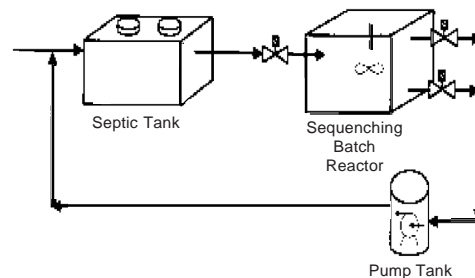 Septic Tank
Sequenching
Batch
Reactor
Pump Tank